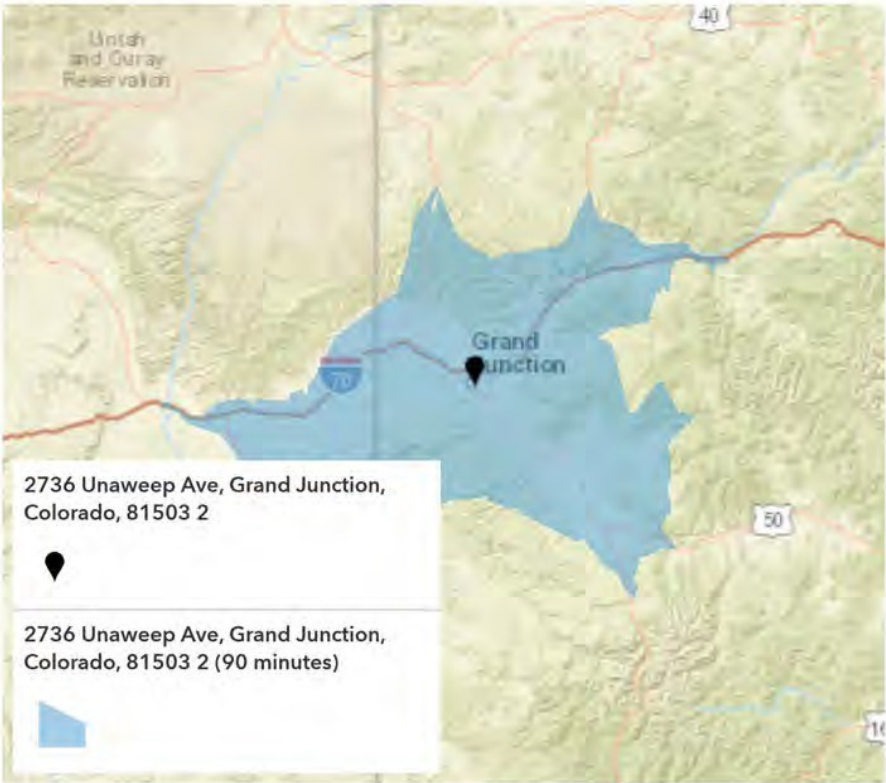 40
Uintah
and Ouray
Reservation
Grand
Junction
70
2736 Unaweep Ave, Grand Junction,
Colorado, 81503 2
50
2736 Unaweep Ave, Grand Junction,
Colorado, 81503 2 (90 minutes)